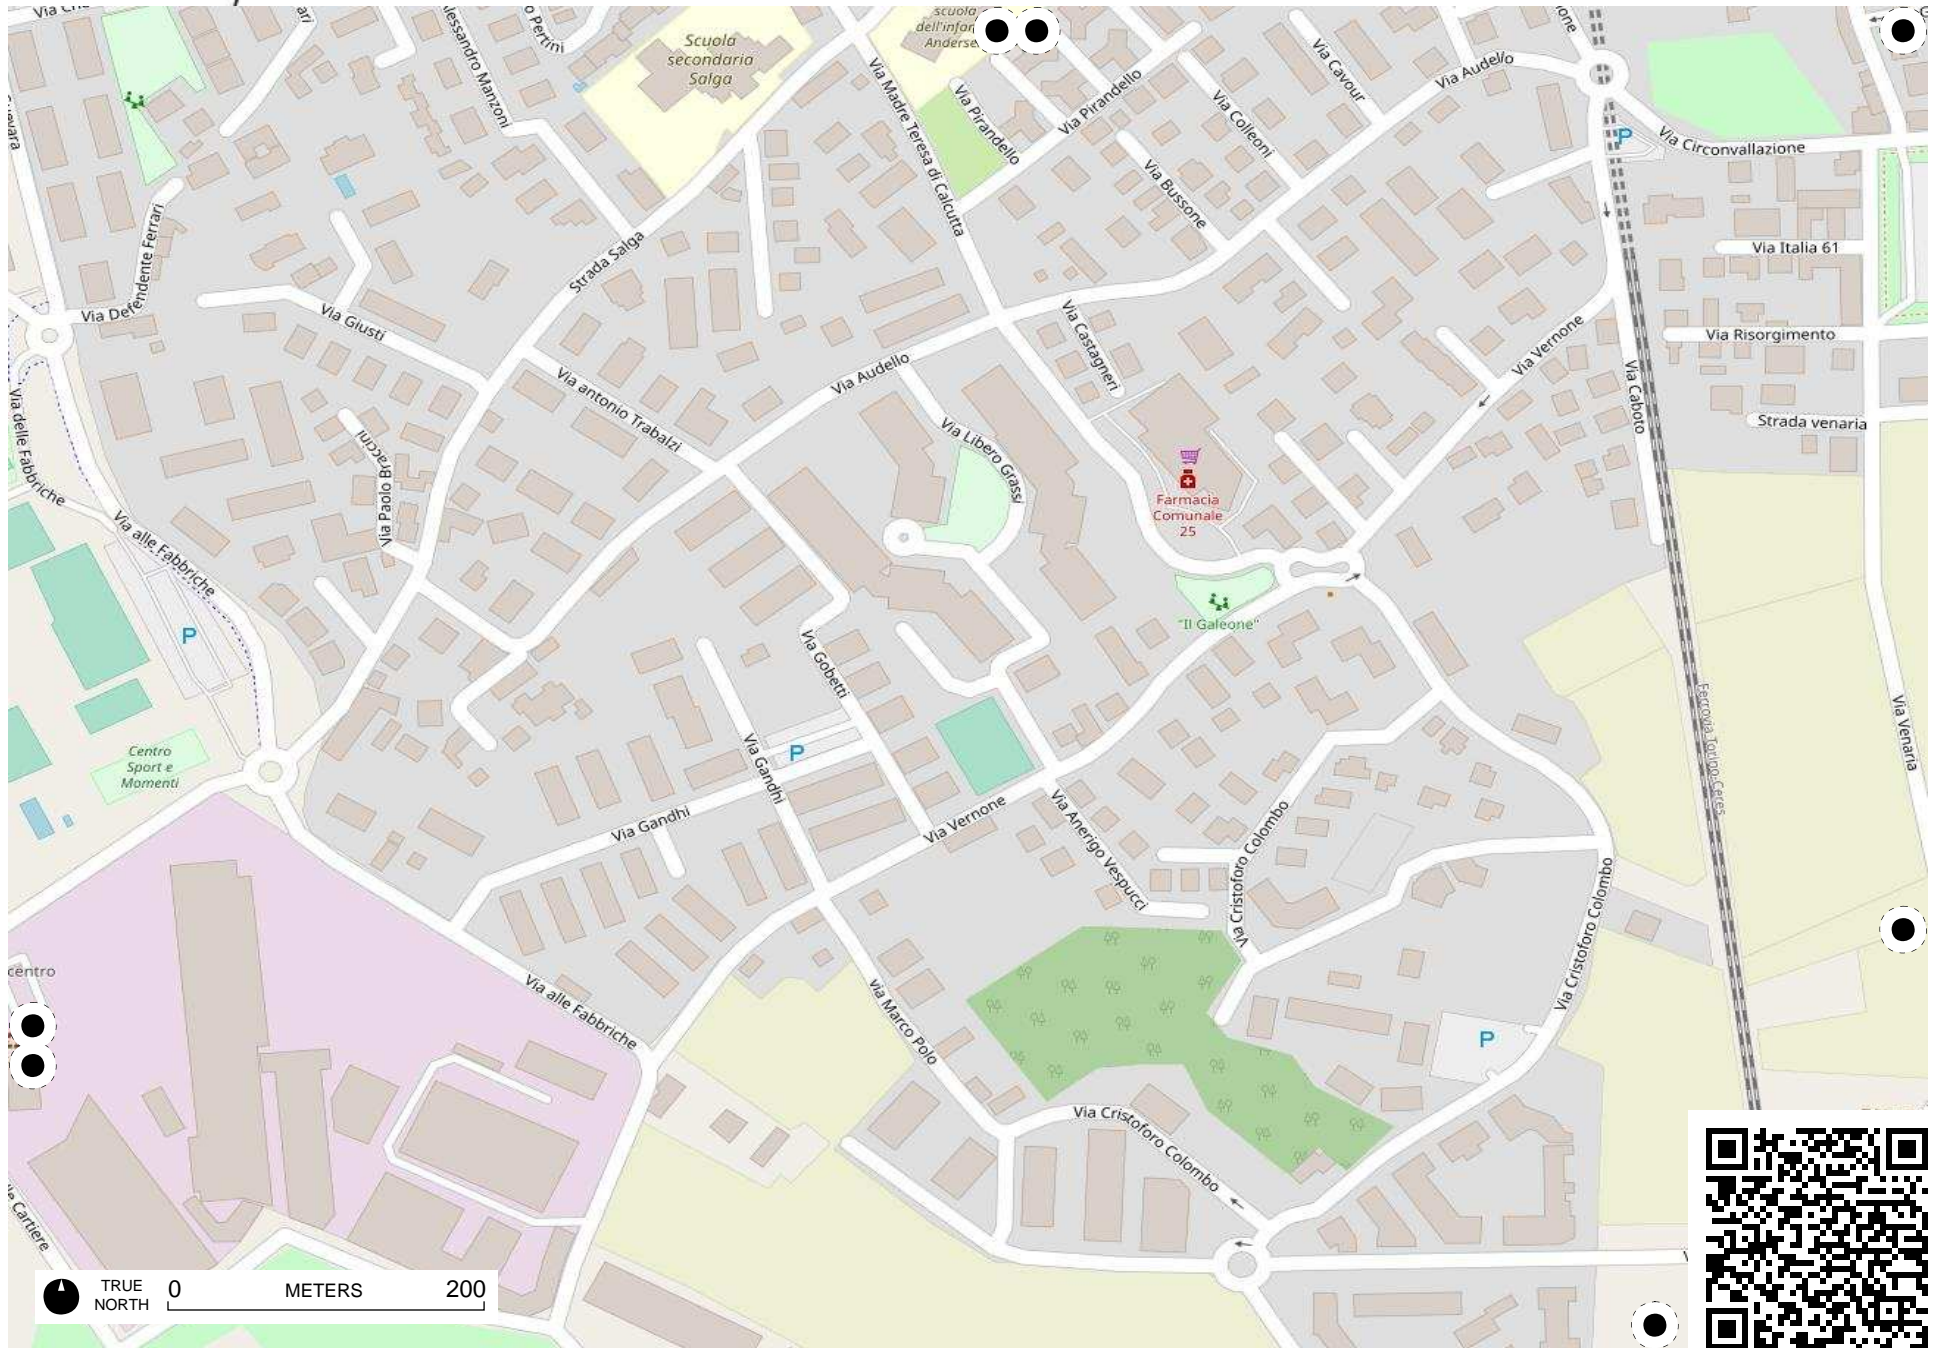 Scuola
secondaria
Salga
scuola
dell'infan
Anderse
Via Pirandello
Via Pirandello
Via Cavour
Via Audello
Via Colleoni
Via Bussone
Via Madre Teresa di Calcutta
P
Via Circonvallazione
Via Italia 61
Via Risorgimento
Strada venaria
Via Defendente Ferrari
Strada Salga
Via Giusti
Via Castagneri
Via Vernone
Via Caboto
Via Audello
Via antonio Trabalzi
Via Libero Grassi
Via Paolo Braccini
Via delle Fabbriche
Via alle Fabbriche
Farmacia
Comunale
25
P
"Il Galeone"
Via Gobetti
Ferrovia Torino-Ceres
Via Venaria
Centro
Sport e
Momenti
P
Via Gandhi
Via Gandhi
Via Vernone
Via Anerigo Vespucci
Via Cristoforo Colombo
Via Cristoforo Colombo
Via Cristoforo Colombo
centro
Via alle Fabbriche
via Marco Polo
P
Via Cristoforo Colombo
le Cartiere
TRUE
NORTH
0 METERS 200